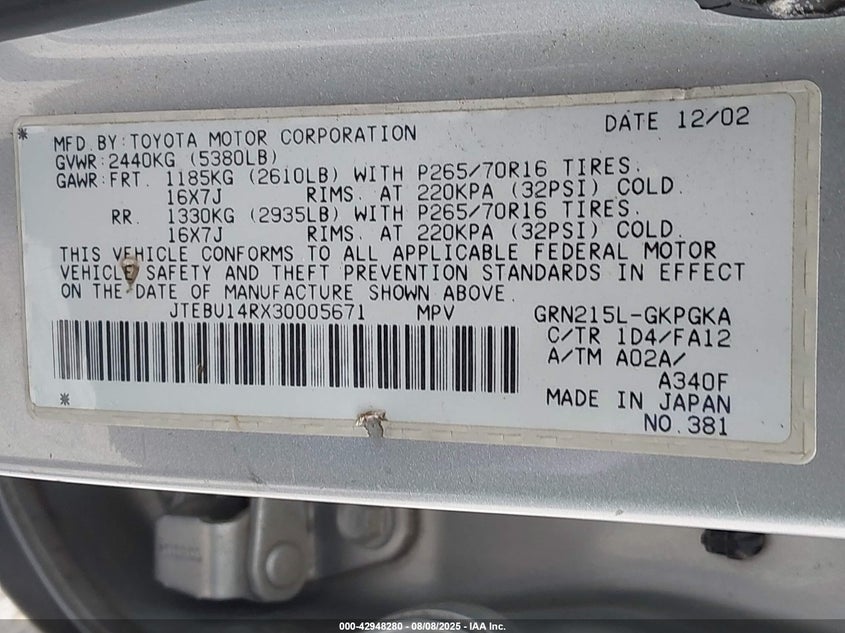 DATE 12/02
MFD.BY:TOYOTA MOTOR CORPORATION
GVWR:2440KG (5380LB)
GAWR:FRT. 1185KG (2610LB) WITH P265/70R16 TIRES.
16X7J RIMS. AT 220KPA (32PSI) COLD.
RR. 1330KG (2935LB) WITH P265/70R16 TIRES.
16X7J RIMS. AT 220KPA (32PSI) COLD.
THIS VEHICLE CONFORMS TO ALL APPLICABLE FEDERAL MOTOR
VEHICLE SAFETY AND THEFT PREVENTION STANDARDS IN EFFECT
ON THE DATE OF MANUFACTURE SHOWN ABOVE.
JTEBU14RX30005671 MPV GRN215L-GKPGKA
C/TR 1D4/FA12
A/TM A02A/
A340F
MADE IN JAPAN
NO.381
000-42948280 - 08/08/2025 - IAA Inc.